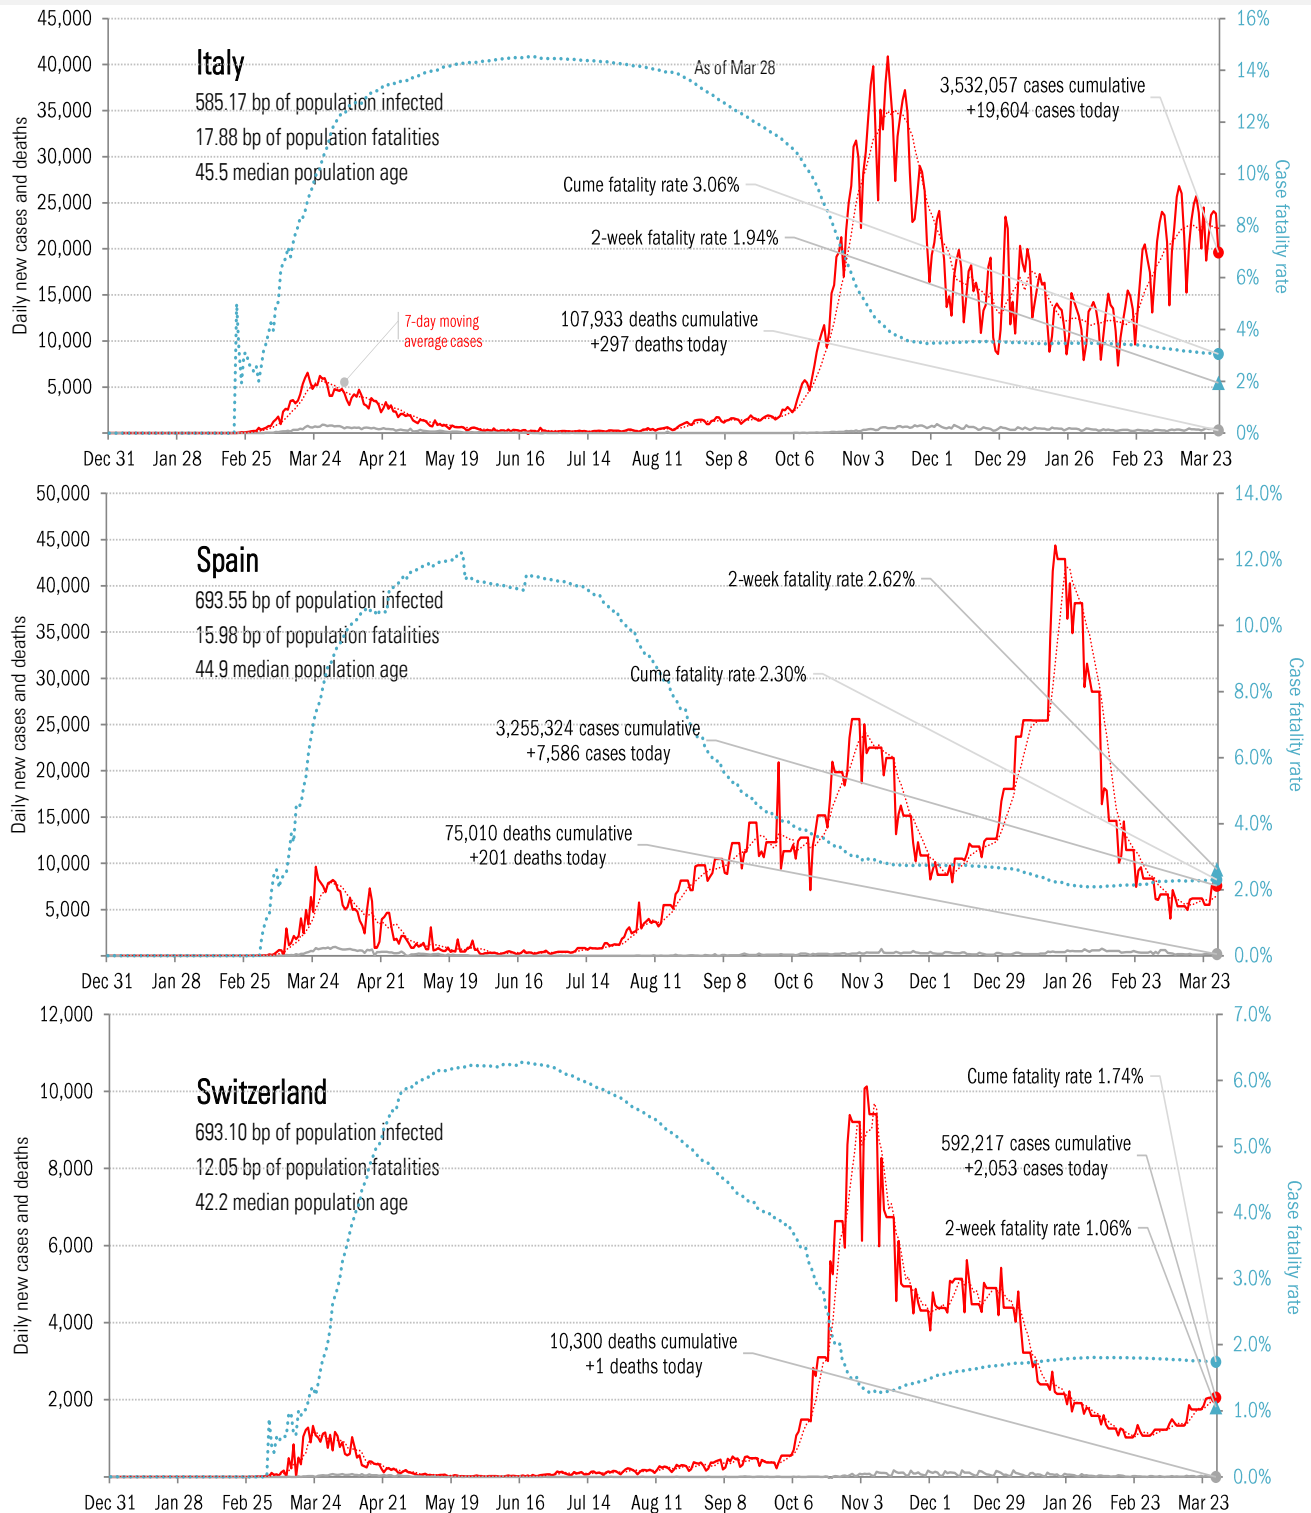 45,000
40,000
35,000
30,000
25,000
20,000
15,000
10,000
5,000
Daily new cases and deaths
Italy
585.17 bp of population infected
17.88 bp of population fatalities
45.5 median population age
As of Mar 28
3,532,057 cases cumulative
+19,604 cases today
Cume fatality rate 3.06%
2-week fatality rate 1.94%
107,933 deaths cumulative
+297 deaths today
7-day moving
average cases
16%
14%
12%
10%
8%
6%
4%
2%
0%
Case fatality rate
Dec 31 Jan 28 Feb 25 Mar 24 Apr 21 May 19 Jun 16 Jul 14 Aug 11 Sep 8 Oct 6 Nov 3 Dec 1 Dec 29 Jan 26 Feb 23 Mar 23
50,000
45,000
40,000
35,000
30,000
25,000
20,000
15,000
10,000
5,000
Daily new cases and deaths
Spain
693.55 bp of population infected
15.98 bp of population fatalities
44.9 median population age
2-week fatality rate 2.62%
Cume fatality rate 2.30%
3,255,324 cases cumulative
+7,586 cases today
75,010 deaths cumulative
+201 deaths today
14.0%
12.0%
10.0%
8.0%
6.0%
4.0%
2.0%
0.0%
Case fatality rate
Dec 31 Jan 28 Feb 25 Mar 24 Apr 21 May 19 Jun 16 Jul 14 Aug 11 Sep 8 Oct 6 Nov 3 Dec 1 Dec 29 Jan 26 Feb 23 Mar 23
12,000
10,000
8,000
6,000
4,000
2,000
Daily new cases and deaths
Switzerland
693.10 bp of population infected
12.05 bp of population fatalities
42.2 median population age
Cume fatality rate 1.74%
592,217 cases cumulative
+2,053 cases today
2-week fatality rate 1.06%
10,300 deaths cumulative
+1 deaths today
7.0%
6.0%
5.0%
4.0%
3.0%
2.0%
1.0%
0.0%
Case fatality rate
Dec 31 Jan 28 Feb 25 Mar 24 Apr 21 May 19 Jun 16 Jul 14 Aug 11 Sep 8 Oct 6 Nov 3 Dec 1 Dec 29 Jan 26 Feb 23 Mar 23